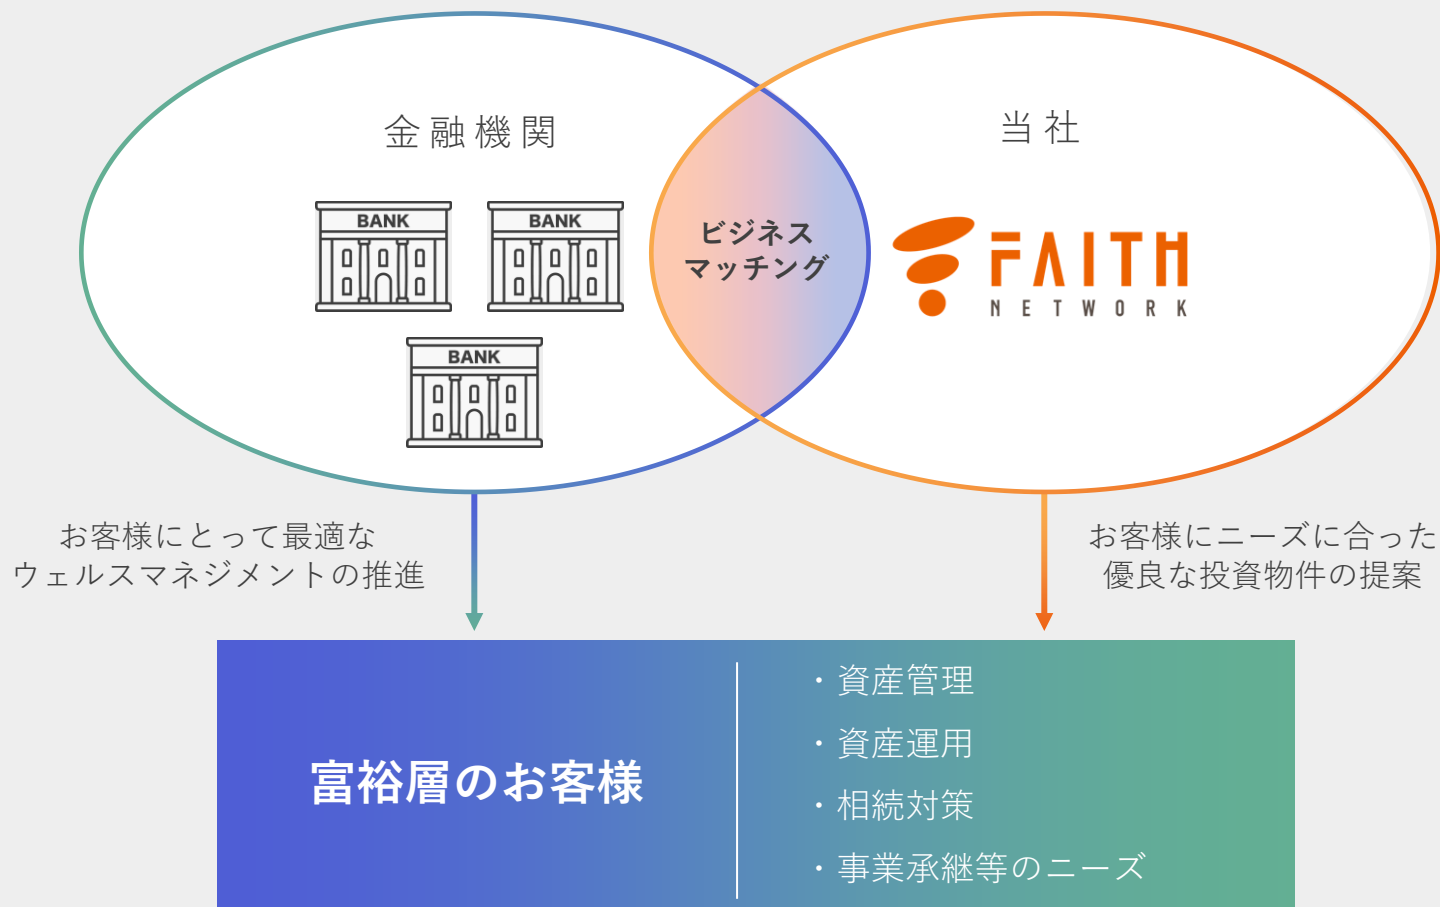 金融機関
当社
BANK
BANK
BANK
ビジネス
マッチング
FAITH
NETWORK
お客様にとって最適な
ウェルスマネジメントの推進
お客様にニーズに合った
優良な投資物件の提案
富裕層のお客様
・資産管理
・資産運用
・相続対策
・事業承継等のニーズ